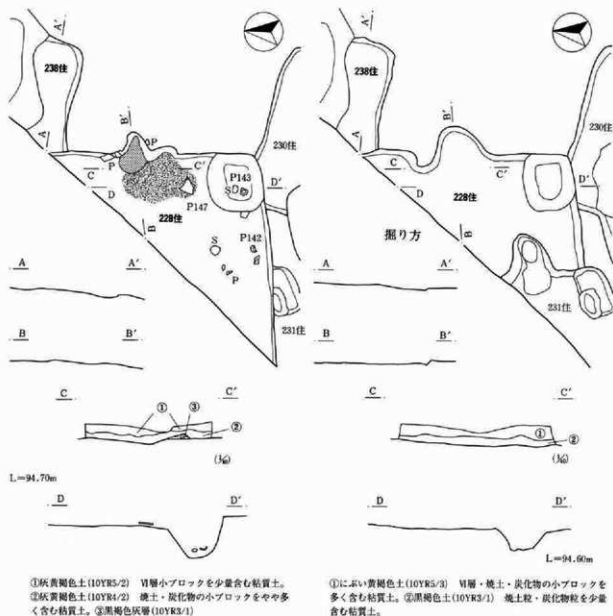 A'
238住
A
B'
P
P
C
C'
D
228住
P147
B
P143
S
D'
230住
S
P142
P
231住
A A'
B B'
C C'
① ③
②
(1/40)
L=94.70m
D D'
①灰黄褐色土(10YR5/2) Ⅵ層小ブロックを少量含む粘質土。
②灰黄褐色土(10YR4/2) 焼土・炭化物の小ブロックをやや多
く含む粘質土。③黒褐色灰層(10YR3/1)
A'
238住
A
B'
C
C'
D
228住
D'
230住
B
掘り方
231住
A A'
B B'
C C'
①
②
D D'
L=94.60m
①にぶい黄褐色土(10YR5/3) Ⅵ層・焼土・炭化物の小ブロックを
多く含む粘質土。②黒褐色土(10YR3/1) 焼土粒・炭化物粒を少量
含む粘質土。